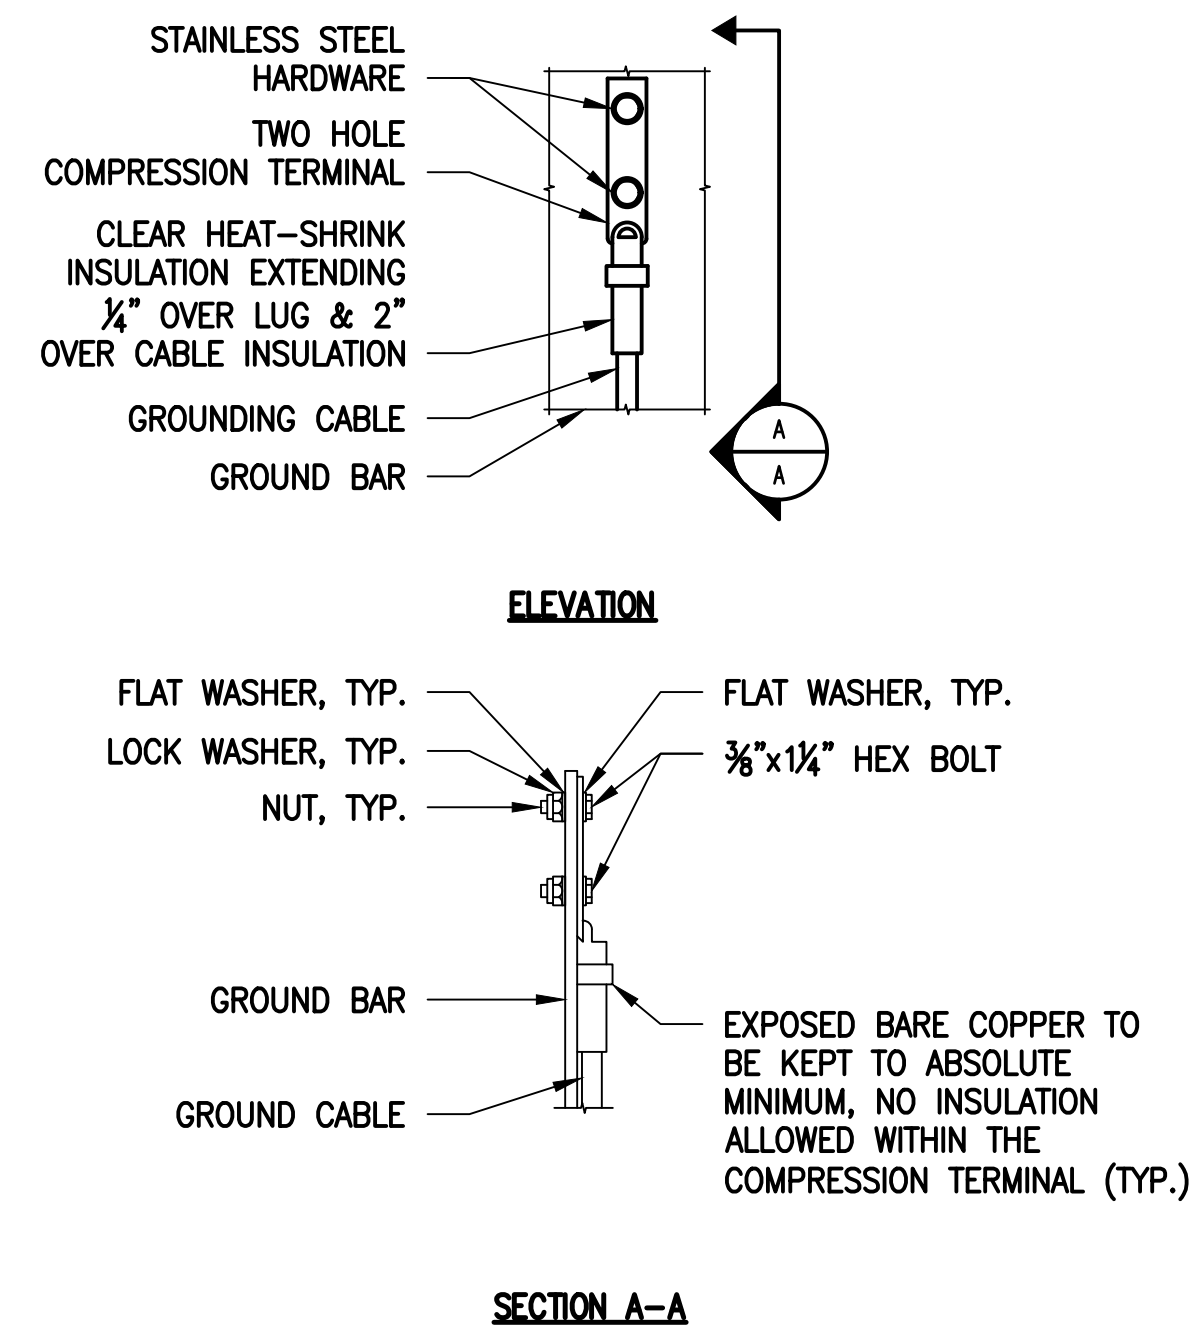 STAINLESS STEEL
HARDWARE
TWO HOLE
COMPRESSION TERMINAL
CLEAR HEAT-SHRINK
INSULATION EXTENDING
¼" OVER LUG & 2"
OVER CABLE INSULATION
GROUNDING CABLE
GROUND BAR
A
A
ELEVATION
FLAT WASHER, TYP.
LOCK WASHER, TYP.
NUT, TYP.
GROUND BAR
GROUND CABLE
FLAT WASHER, TYP.
⅜"x1¼" HEX BOLT
EXPOSED BARE COPPER TO
BE KEPT TO ABSOLUTE
MINIMUM, NO INSULATION
ALLOWED WITHIN THE
COMPRESSION TERMINAL (TYP.)
SECTION A-A